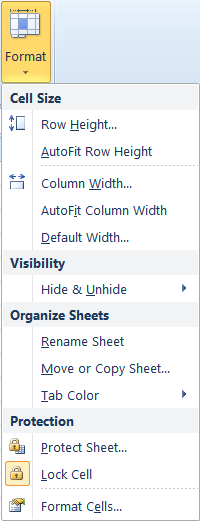 Format
Cell Size
Row Height...
AutoFit Row Height
Column Width...
AutoFit Column Width
Default Width...
Visibility
Hide & Unhide
Organize Sheets
Rename Sheet
Move or Copy Sheet...
Tab Color
Protection
Protect Sheet...
Lock Cell
Format Cells...